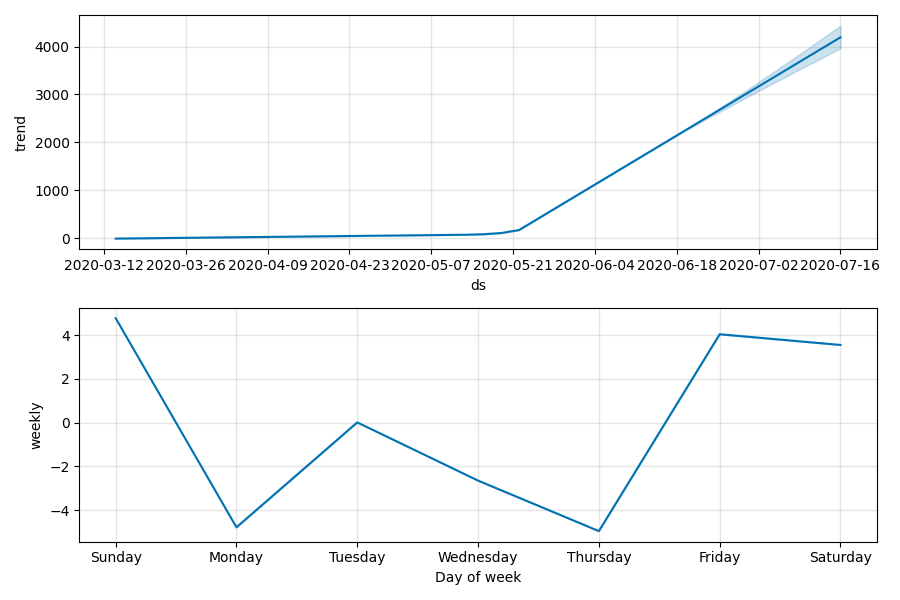 4000
3000
2000
1000
0
trend
2020-03-12 2020-03-26 2020-04-09 2020-04-23 2020-05-07 2020-05-21 2020-06-04 2020-06-18 2020-07-02 2020-07-16
ds
4
2
0
−2
−4
weekly
Sunday Monday Tuesday Wednesday Thursday Friday Saturday
Day of week